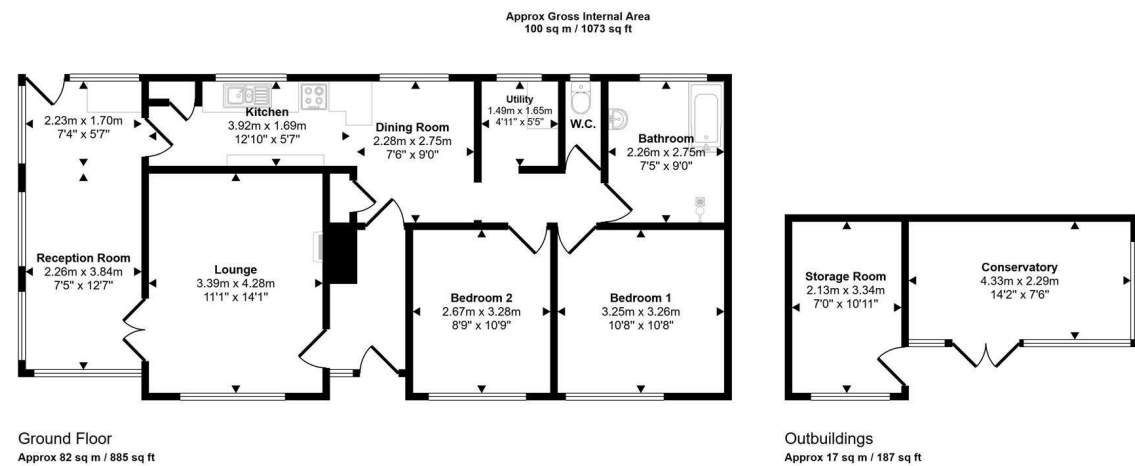 Approx Gross Internal Area
100 sq m / 1073 sq ft
2.23m x 1.70m
7'4" x 5'7"
Kitchen
3.92m x 1.69m
12'10" x 5'7"
Dining Room
2.28m x 2.75m
7'6" x 9'0"
Utility
1.49m x 1.65m
4'11" x 5'5"
W.C.
Bathroom
2.26m x 2.75m
7'5" x 9'0"
Reception Room
2.26m x 3.84m
7'5" x 12'7"
Lounge
3.39m x 4.28m
11'1" x 14'1"
Bedroom 2
2.67m x 3.28m
8'9" x 10'9"
Bedroom 1
3.25m x 3.26m
10'8" x 10'8"
Storage Room
2.13m x 3.34m
7'0" x 10'11"
Conservatory
4.33m x 2.29m
14'2" x 7'6"
Ground Floor
Approx 82 sq m / 885 sq ft
Outbuildings
Approx 17 sq m / 187 sq ft